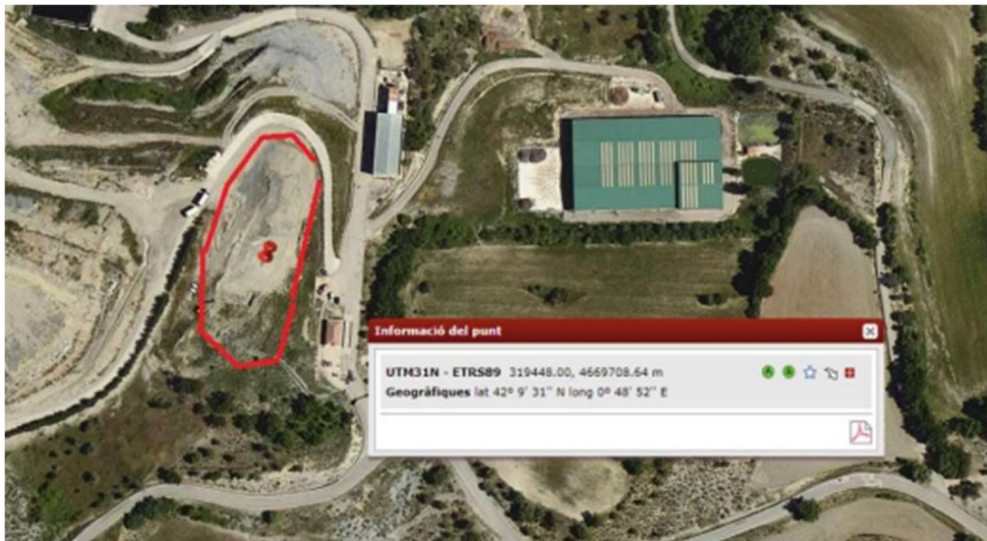 Informació del punt
UTM31N - ETRS89 319448.00, 4669708.64 m
Geogràfiques lat 42º 9' 31'' N long 0º 48' 52'' E